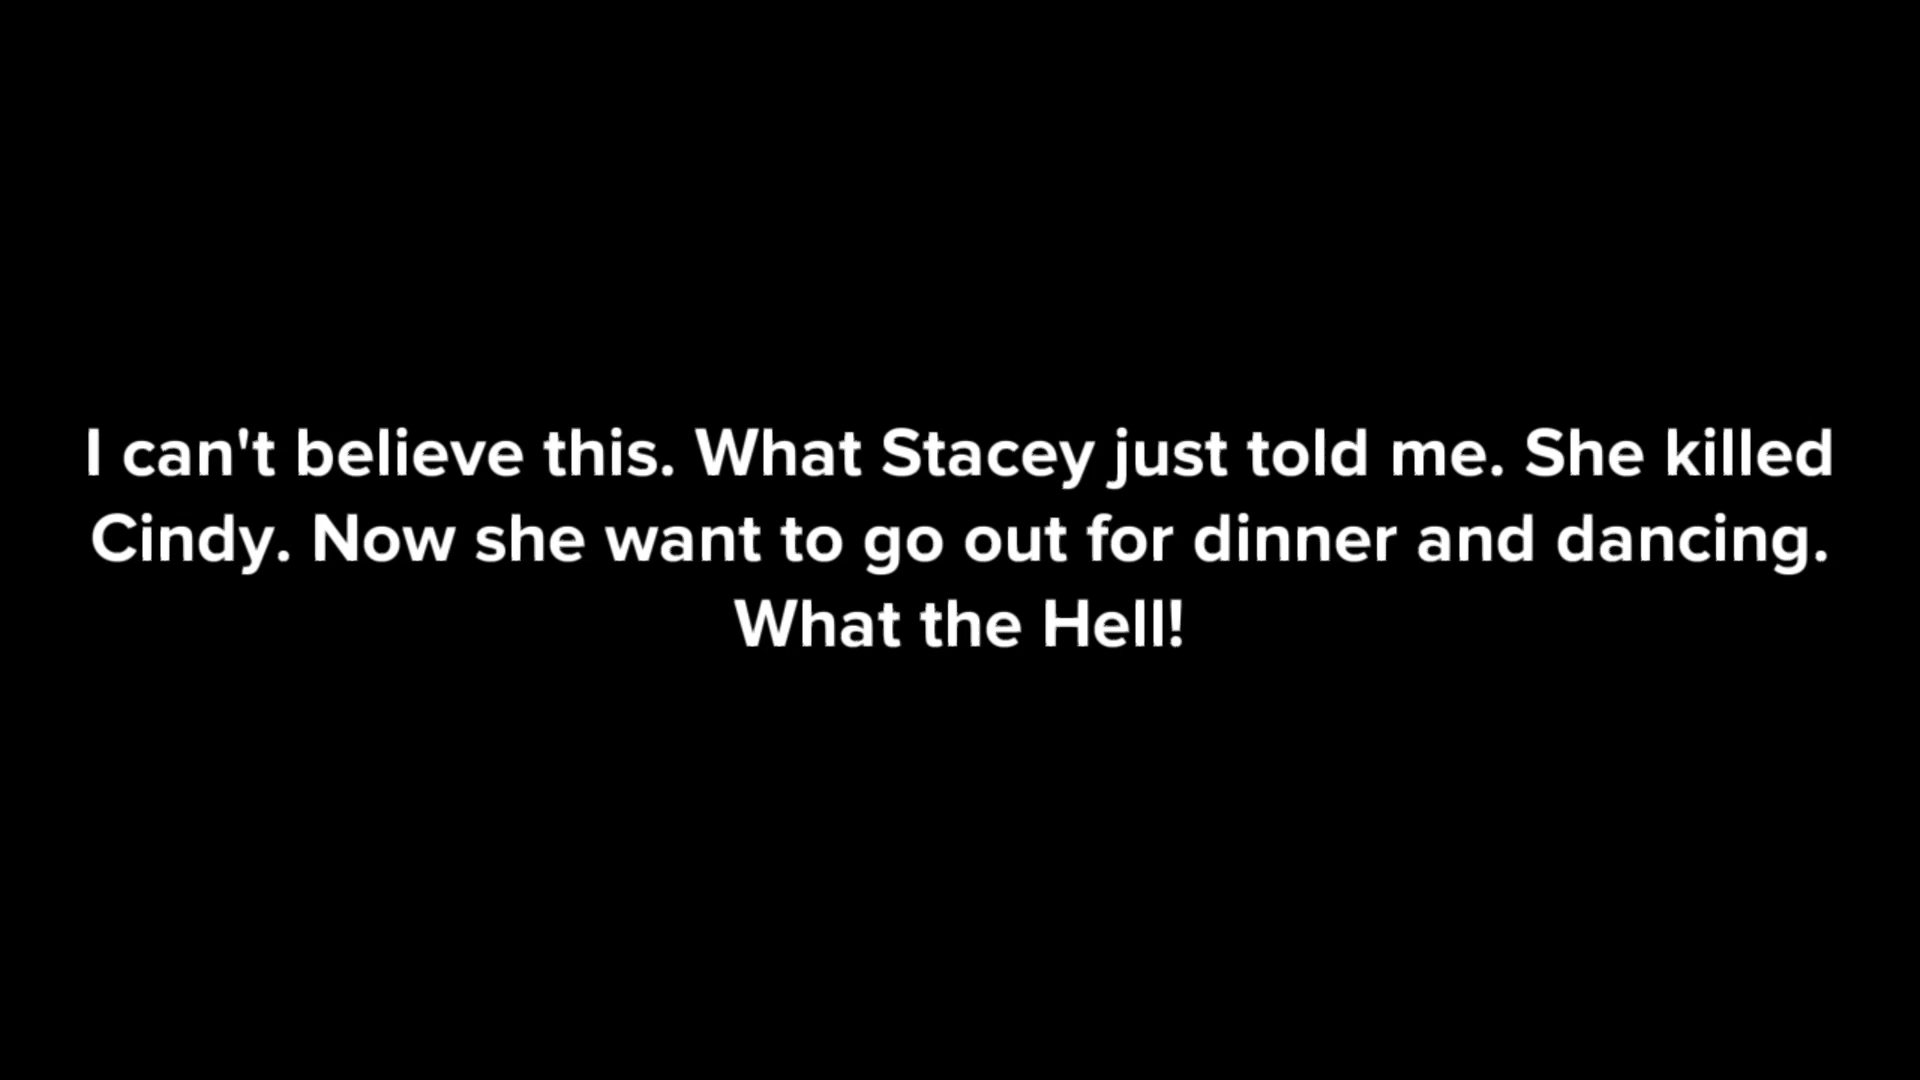 I can't believe this. What Stacey just told me. She killed
Cindy. Now she want to go out for dinner and dancing.
What the Hell!